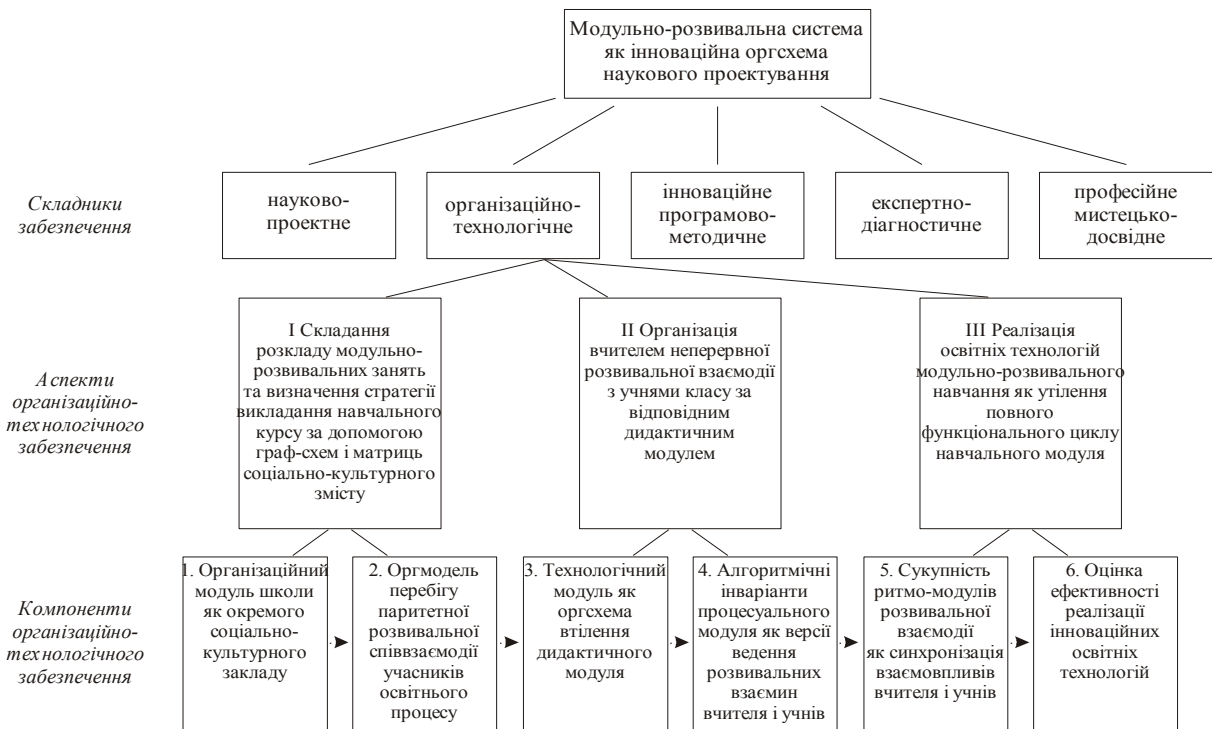 Модульно-розвивальна система
як інноваційна оргсхема
наукового проектування
Складники
забезпечення
науково-
проектне
організаційно-
технологічне
інноваційне
програмово-
методичне
експертно-
діагностичне
професійне
мистецько-
досвідне
Аспекти
організаційно-
технологічного
забезпечення
I Складання
розкладу модульно-
розвивальних занять
та визначення стратегії
викладання навчального
курсу за допомогою
граф-схем і матриць
соціально-культурного
змісту
II Організація
вчителем неперервної
розвивальної взаємодії
з учнями класу за
відповідним
дидактичним
модулем
III Реалізація
освітніх технологій
модульно-розвивального
навчання як утілення
повного
функціонального циклу
навчального модуля
Компоненти
організаційно-
технологічного
забезпечення
1. Організаційний
модуль школи
як окремого
соціально-
культурного
закладу
2. Оргмодель
перебігу
паритетної
розвивальної
співвзаємодії
учасників
освітнього
процесу
3. Технологічний
модуль як
оргсхема
втілення
дидактичного
модуля
4. Алгоритмічні
інваріанти
процесуального
модуля як версії
ведення
розвивальних
взаємин
вчителя і учнів
5. Сукупність
ритмо-модулів
розвивальної
взаємодії
як синхронізація
взаємовпливів
вчителя і учнів
6. Оцінка
ефективності
реалізації
інноваційних
освітніх
технологій